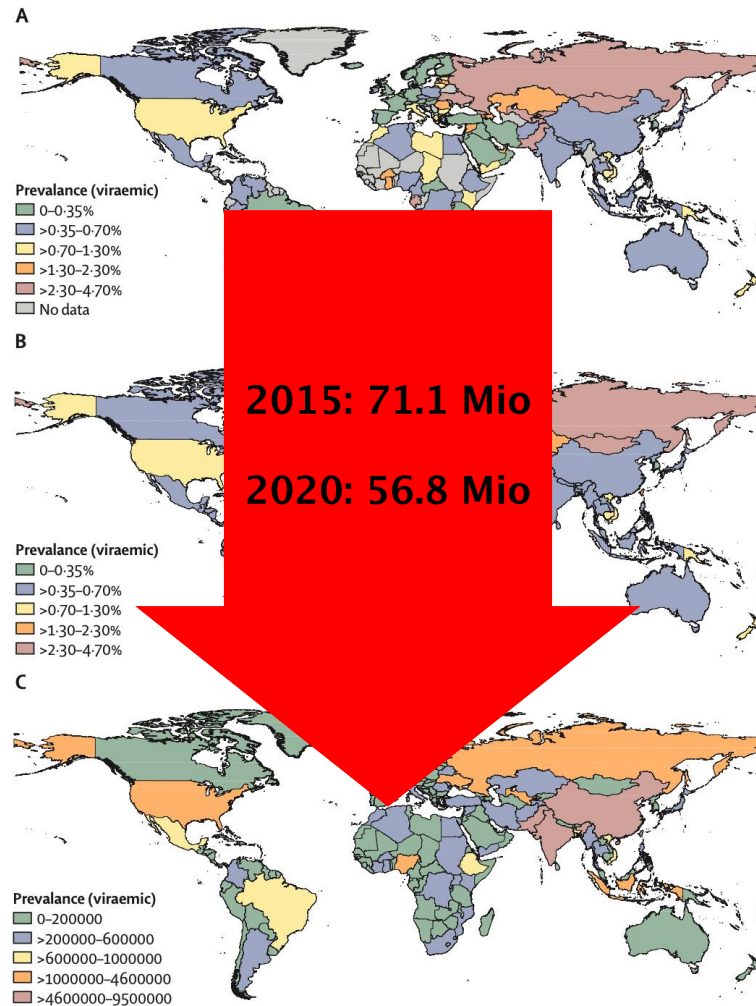 A
Prevalance (viraemic)
0–0·35%
>0·35–0·70%
>0·70–1·30%
>1·30–2·30%
>2·30–4·70%
No data
B
2015: 71.1 Mio
2020: 56.8 Mio
Prevalance (viraemic)
0–0·35%
>0·35–0·70%
>0·70–1·30%
>1·30–2·30%
>2·30–4·70%
C
Prevalance (viraemic)
0–200000
>200000–600000
>600000–1000000
>1000000–4600000
>4600000–9500000